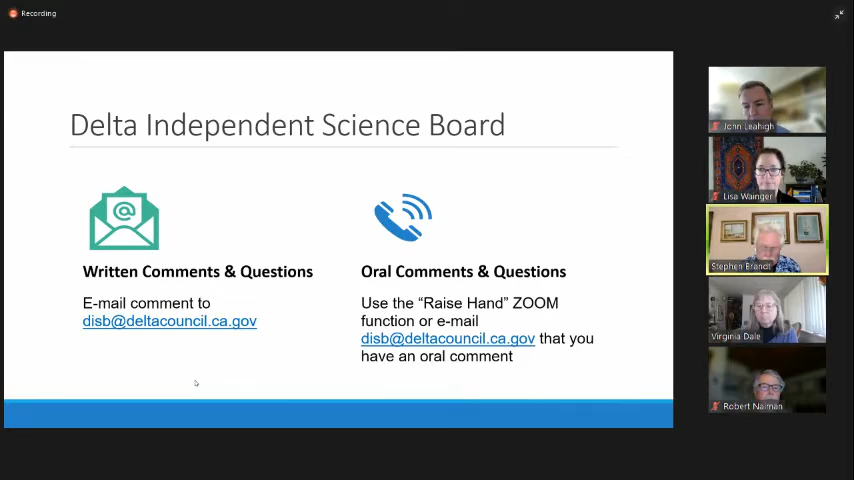 Recording
Delta Independent Science Board
@
Written Comments & Questions
E-mail comment to
disb@deltacouncil.ca.gov
Oral Comments & Questions
Use the “Raise Hand” ZOOM
function or e-mail
disb@deltacouncil.ca.gov that you
have an oral comment
John Leahigh
Lisa Wainger
Stephen Brandt
Virginia Dale
Robert Naiman